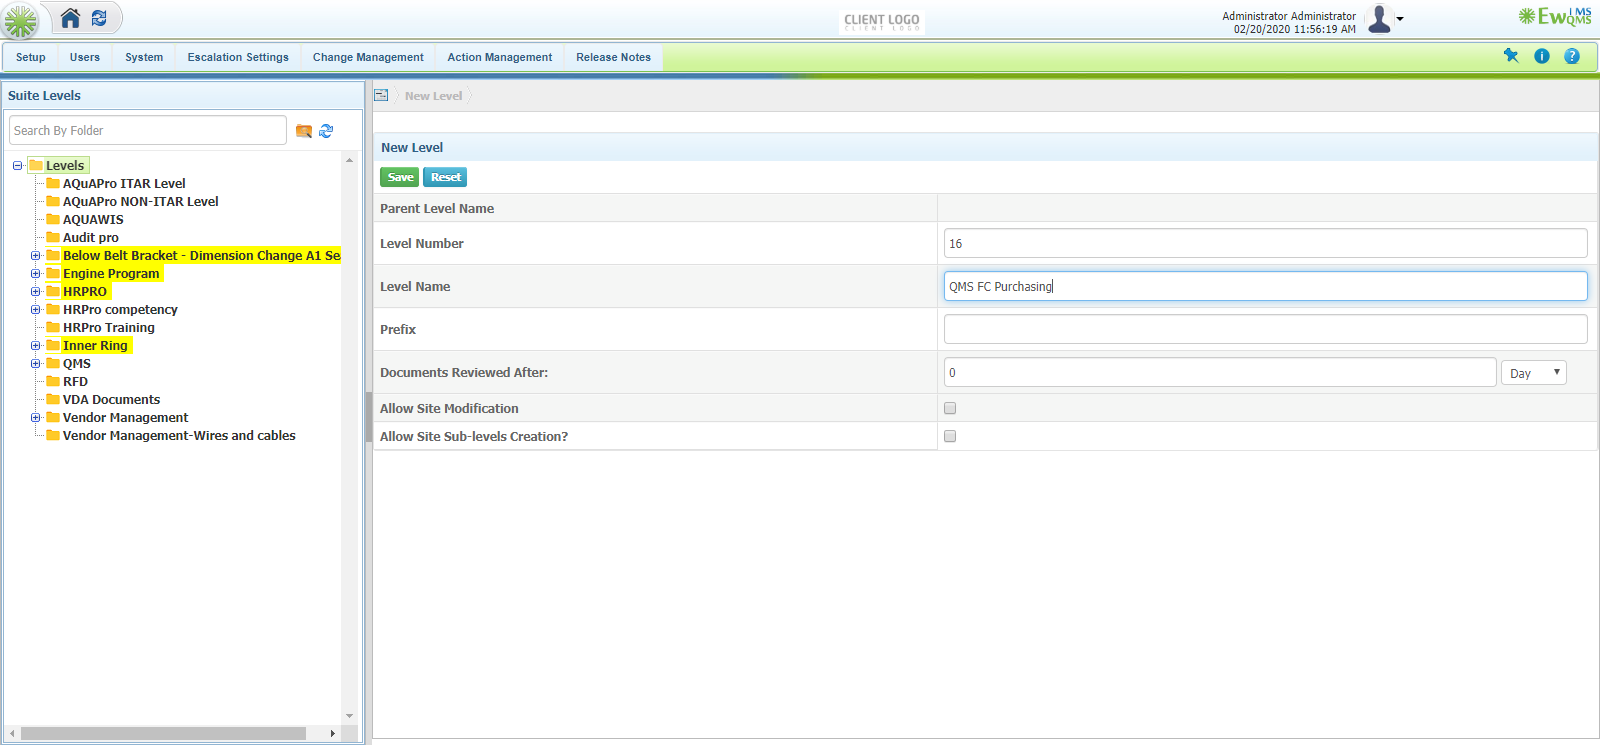 CLIENT LOGO
CLIENT LOGO
Administrator Administrator
02/20/2020 11:56:19 AM
EwQMS IMS
Setup Users System Escalation Settings Change Management Action Management Release Notes
Suite Levels
Search By Folder
Levels
AQuAPro ITAR Level
AQuAPro NON-ITAR Level
AQUAWIS
Audit pro
Below Belt Bracket - Dimension Change A1 Se
Engine Program
HRPRO
HRPro competency
HRPro Training
Inner Ring
QMS
RFD
VDA Documents
Vendor Management
Vendor Management-Wires and cables
New Level
New Level
Save Reset
Parent Level Name
Level Number 16
Level Name QMS FC Purchasing
Prefix
Documents Reviewed After: 0 Day
Allow Site Modification
Allow Site Sub-levels Creation?